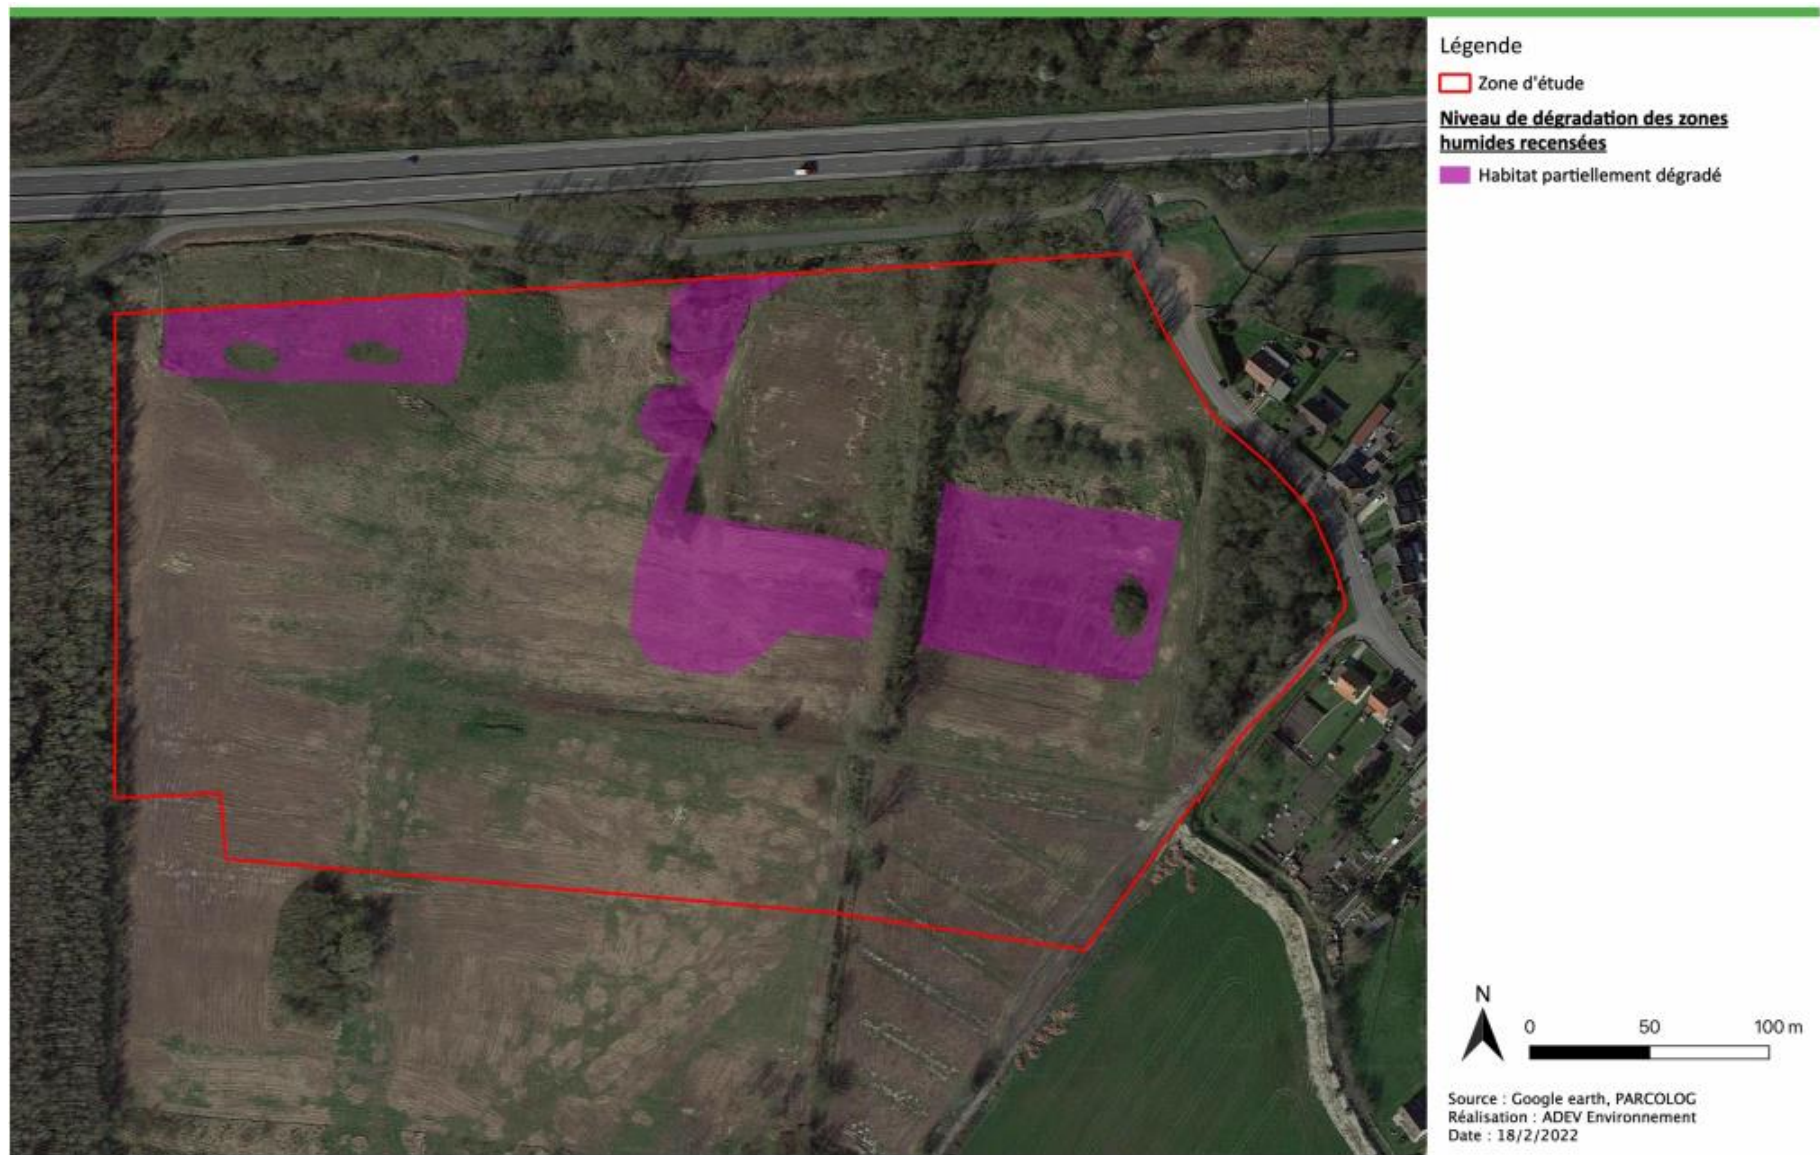 Légende
Zone d'étude
Niveau de dégradation des zones
humides recensées
Habitat partiellement dégradé
N
0 50 100 m
Source : Google earth, PARCOLOG
Réalisation : ADEV Environnement
Date : 18/2/2022